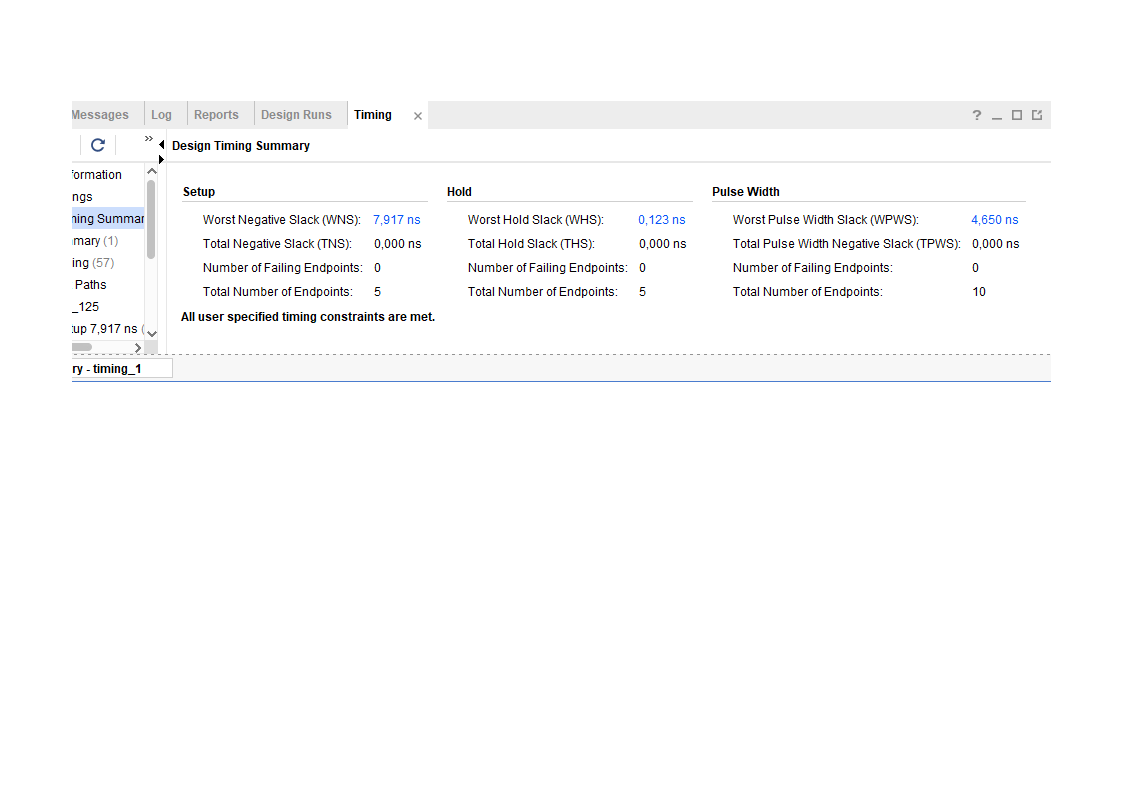 Messages Log Reports Design Runs Timing
?
» Design Timing Summary
formation
ngs
ming Summar
mmary (1)
ing (57)
Paths
_125
tup 7,917 ns (
Setup
Worst Negative Slack (WNS): 7,917 ns
Total Negative Slack (TNS): 0,000 ns
Number of Failing Endpoints: 0
Total Number of Endpoints: 5
Hold
Worst Hold Slack (WHS): 0,123 ns
Total Hold Slack (THS): 0,000 ns
Number of Failing Endpoints: 0
Total Number of Endpoints: 5
Pulse Width
Worst Pulse Width Slack (WPWS): 4,650 ns
Total Pulse Width Negative Slack (TPWS): 0,000 ns
Number of Failing Endpoints: 0
Total Number of Endpoints: 10
All user specified timing constraints are met.
ry - timing_1